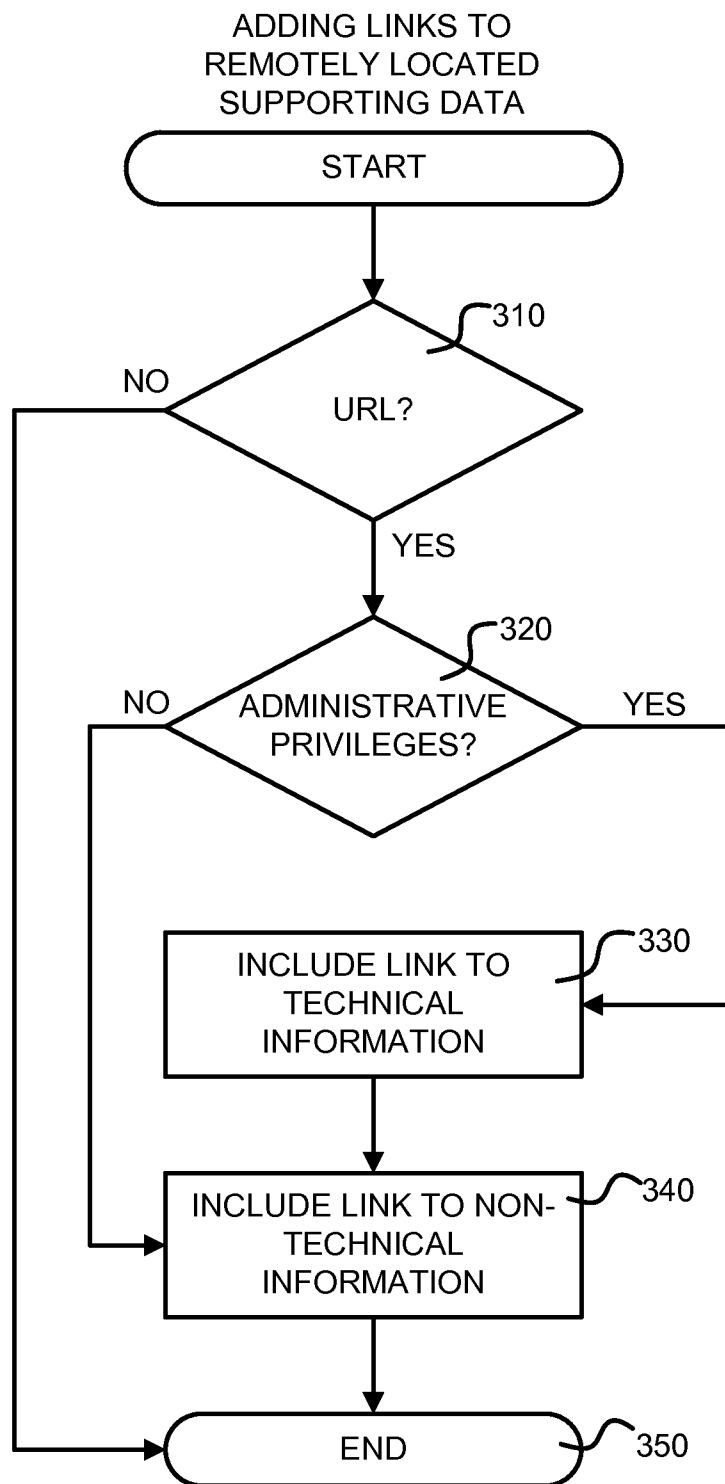 ADDING LINKS TO
REMOTELY LOCATED
SUPPORTING DATA
START
310
NO
URL?
YES
320
NO
ADMINISTRATIVE
PRIVILEGES?
YES
330
INCLUDE LINK TO
TECHNICAL
INFORMATION
340
INCLUDE LINK TO NON-
TECHNICAL
INFORMATION
END
350